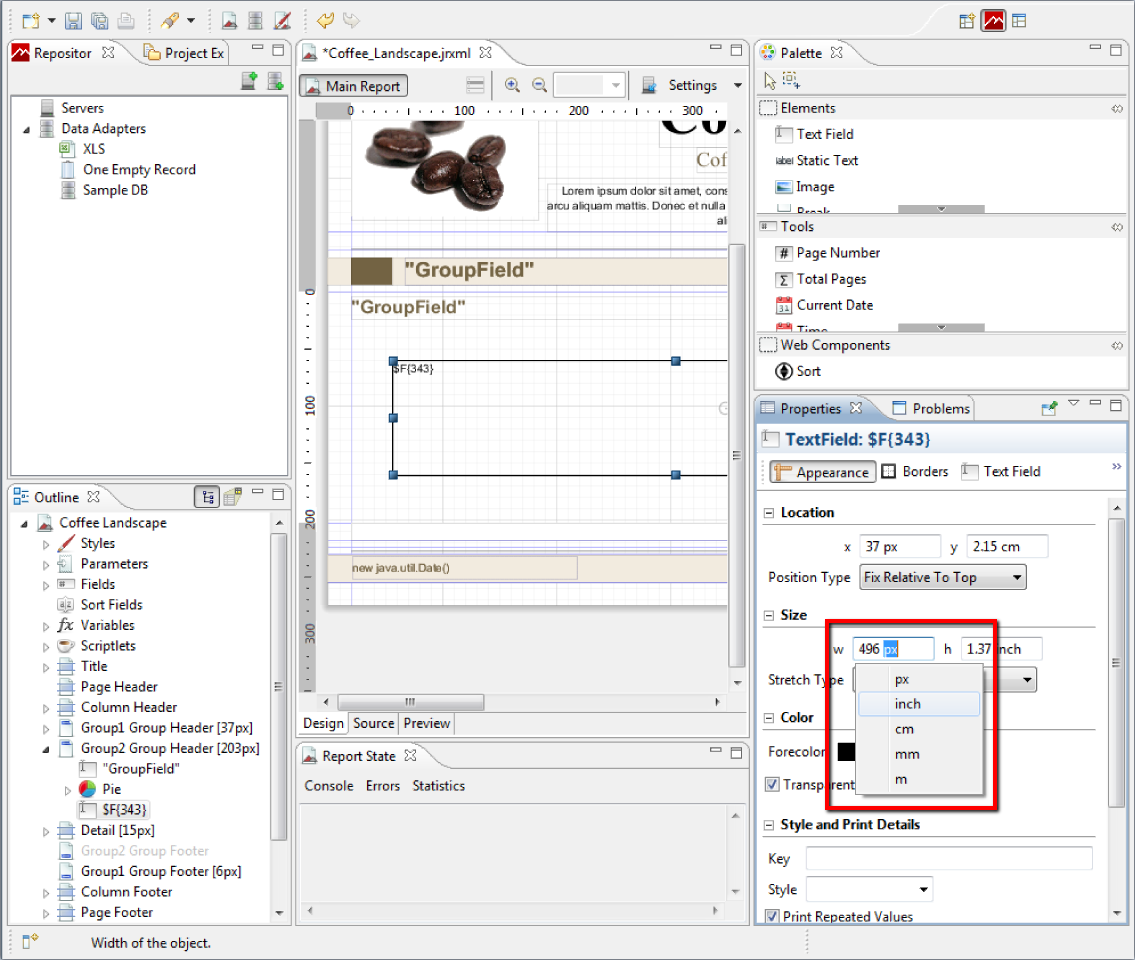 Repositor
Project Ex
Servers
Data Adapters
XLS
One Empty Record
Sample DB
Outline
Coffee Landscape
Styles
Parameters
Fields
Sort Fields
fx Variables
Scriptlets
Title
Page Header
Column Header
Group1 Group Header [37px]
Group2 Group Header [203px]
"GroupField"
Pie
$F{343}
Detail [15px]
Group2 Group Footer
Group1 Group Footer [6px]
Column Footer
Page Footer
*Coffee_Landscape.jrxml
Main Report
Settings
0 100 200 300
Co
Cof
Lorem ipsum dolor sit amet, cons
arcu aliquam mattis. Donec et nulla
ali
"GroupField"
"GroupField"
$F{343}
new java.util.Date()
0
100
200
300
Design Source Preview
Report State
Console Errors Statistics
Palette
Elements
Text Field
label Static Text
Image
Break
Tools
# Page Number
Σ Total Pages
31 Current Date
Time
Web Components
Sort
Properties
Problems
TextField: $F{343}
Appearance Borders Text Field
Location
x 37 px y 2.15 cm
Position Type Fix Relative To Top
Size
w 496 px h 1.37 inch
Stretch Type
px
inch
cm
mm
m
Color
Forecolor
Transparent
Style and Print Details
Key
Style
Print Repeated Values
Width of the object.